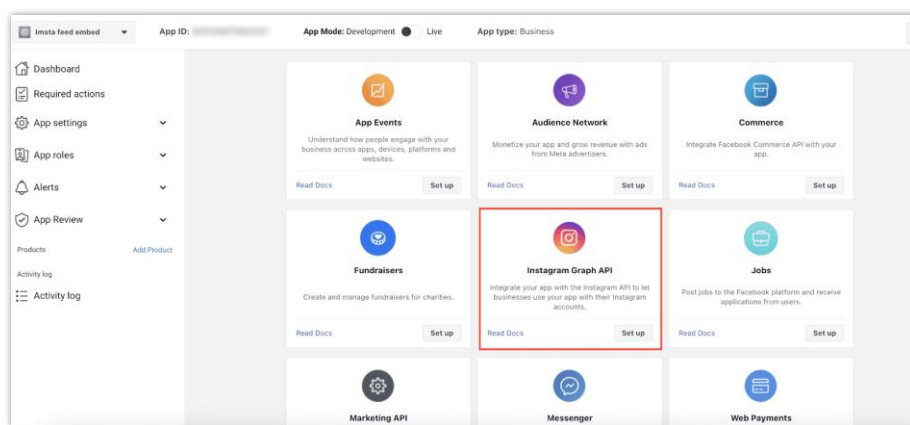 Imsta feed embed
App ID:
App Mode: Development
Live
App type: Business
Dashboard
Required actions
App settings
App roles
Alerts
App Review
Products
Add Product
Activity log
Activity log
App Events
Understand how people engage with your
business across apps, devices, platforms and
websites.
Read Docs
Set up
Audience Network
Monetize your app and grow revenue with ads
from Meta advertisers.
Read Docs
Set up
Commerce
Integrate Facebook Commerce API with your
app.
Read Docs
Set up
Fundraisers
Create and manage fundraisers for charities.
Read Docs
Set up
Instagram Graph API
Integrate your app with the Instagram API to let
businesses use your app with their Instagram
accounts.
Read Docs
Set up
Jobs
Post jobs to the Facebook platform and receive
applications from users.
Read Docs
Set up
Marketing API
Messenger
Web Payments